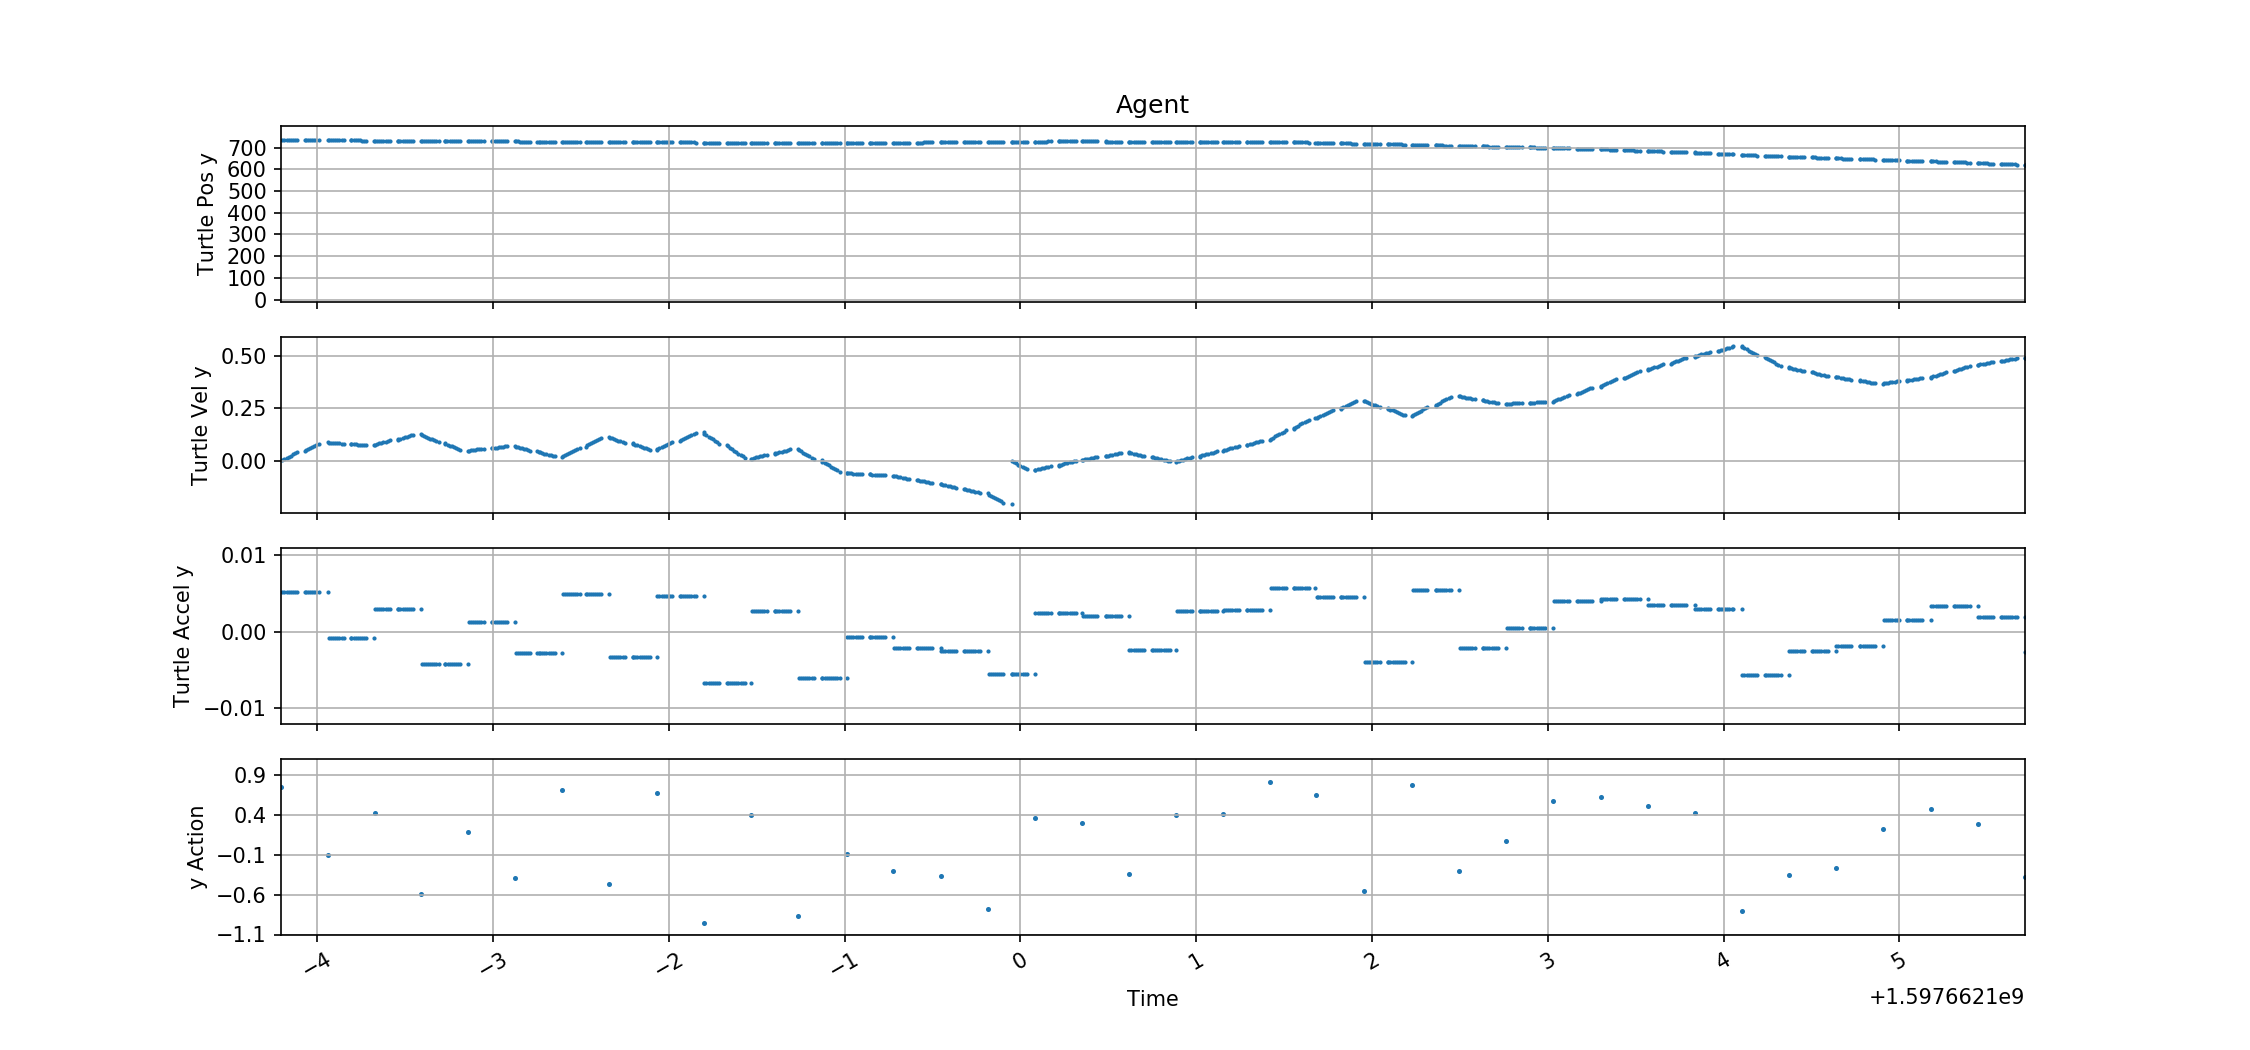 Agent
Turtle Pos y
700
600
500
400
300
200
100
0
Turtle Vel y
0.50
0.25
0.00
Turtle Accel y
0.01
0.00
−0.01
y Action
0.9
0.4
−0.1
−0.6
−1.1
−4 −3 −2 −1 0 1 2 3 4 5
Time
+1.5976621e9